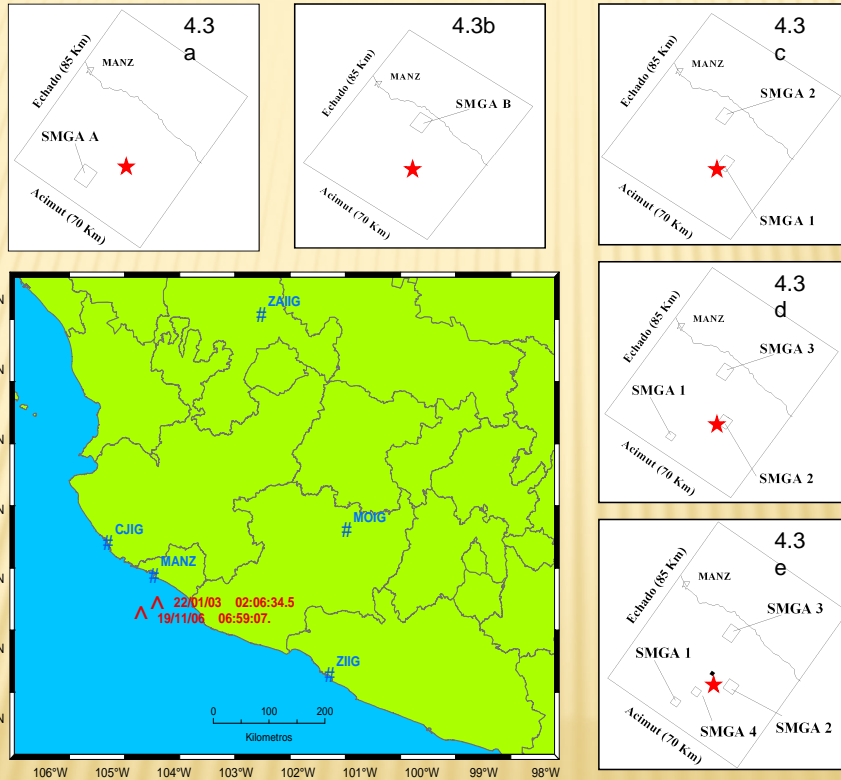 4.3
a
MANZ
Echado (85 Km)
SMGA A
Acimut (70 Km)
4.3b
MANZ
Echado (85 Km)
SMGA B
Acimut (70 Km)
4.3
c
MANZ
Echado (85 Km)
SMGA 2
SMGA 1
Acimut (70 Km)
4.3
d
MANZ
Echado (85 Km)
SMGA 3
SMGA 1
SMGA 2
Acimut (70 Km)
4.3
e
MANZ
Echado (85 Km)
SMGA 3
SMGA 1
SMGA 4
SMGA 2
Acimut (70 Km)
ZAIIG
#
MOIG
#
CJIG
#
MANZ
#
22/01/03 02:06:34.5
19/11/06 06:59:07.
ZIIG
#
0 100 200
Kilometros
N
N
N
N
N
N
N
106°W 105°W 104°W 103°W 102°W 101°W 100°W 99°W 98°W